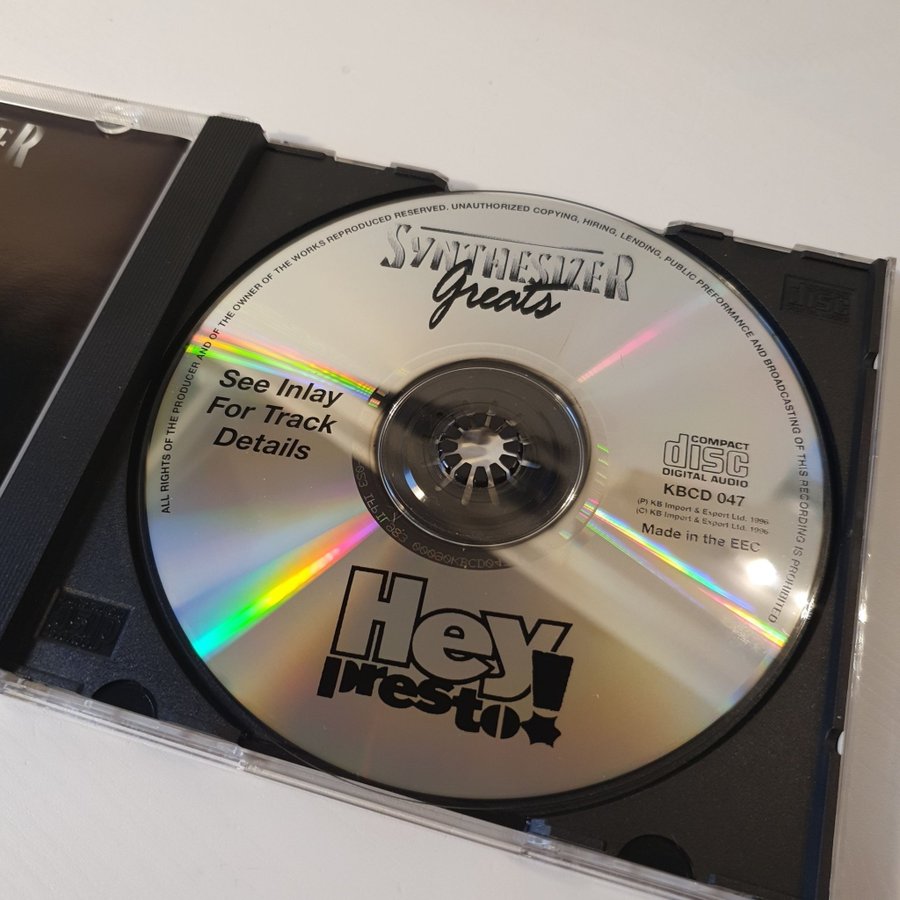 ALL RIGHTS OF THE PRODUCER AND OF THE OWNER OF THE WORKS REPRODUCED RESERVED. UNAUTHORIZED COPYING, HIRING, LENDING, PUBLIC PREFORMANCE AND BROADCASTING OF THIS RECORDING IS PROHIBITED
SYNTHESIZER
Greats
See Inlay
For Track
Details
COMPACT
disc
DIGITAL AUDIO
KBCD 047
(P) KB Import & Export Ltd. 1996
(C) KB Import & Export Ltd. 1996
Made in the EEC
Hey
presto!
disc